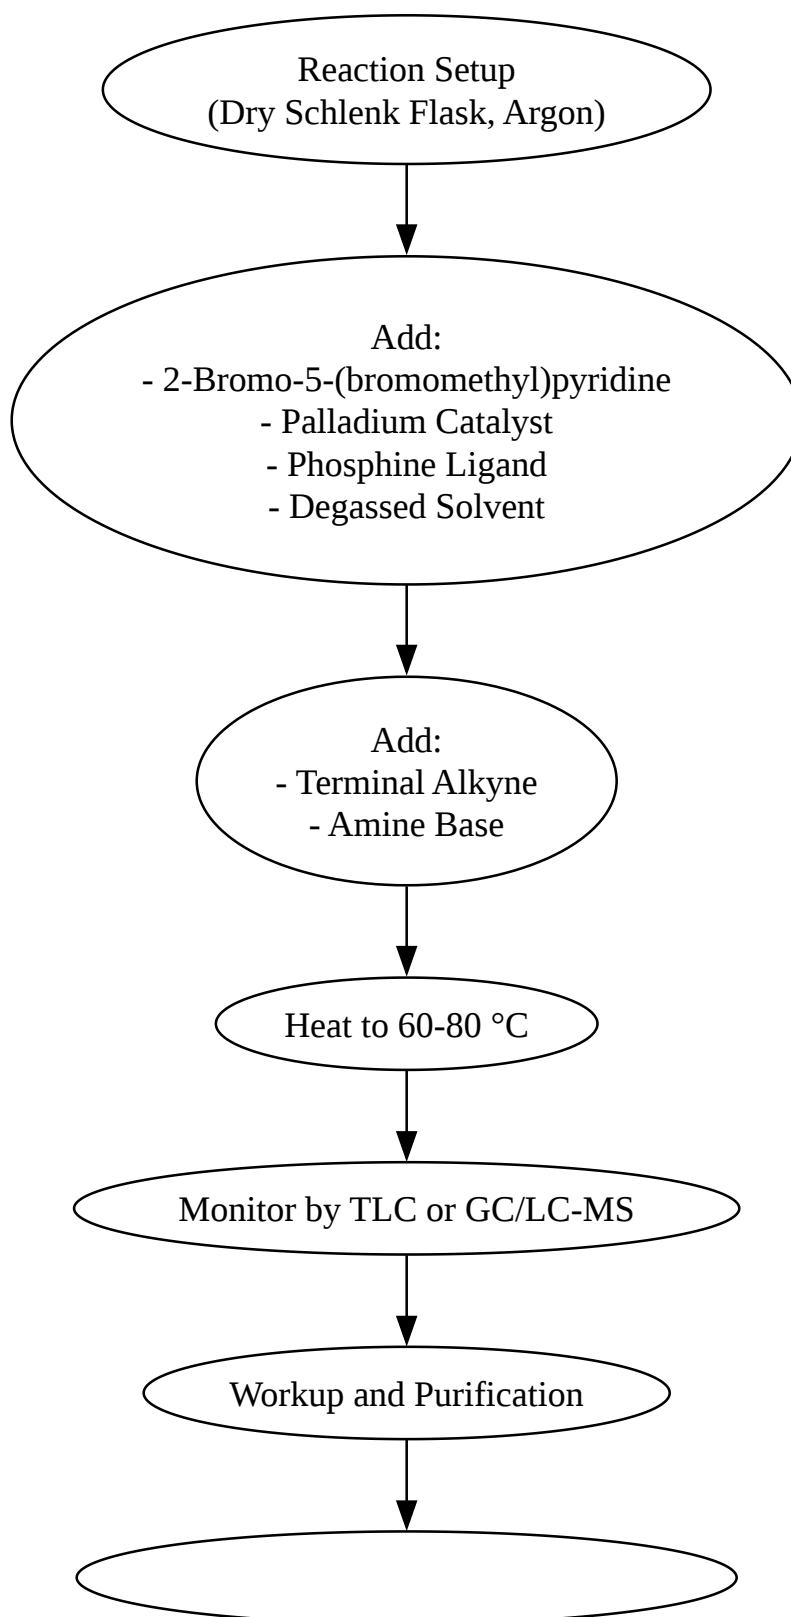 Reaction Setup
(Dry Schlenk Flask, Argon)
Add:
- 2-Bromo-5-(bromomethyl)pyridine
- Palladium Catalyst
- Phosphine Ligand
- Degassed Solvent
Add:
- Terminal Alkyne
- Amine Base
Heat to 60-80 °C
Monitor by TLC or GC/LC-MS
Workup and Purification